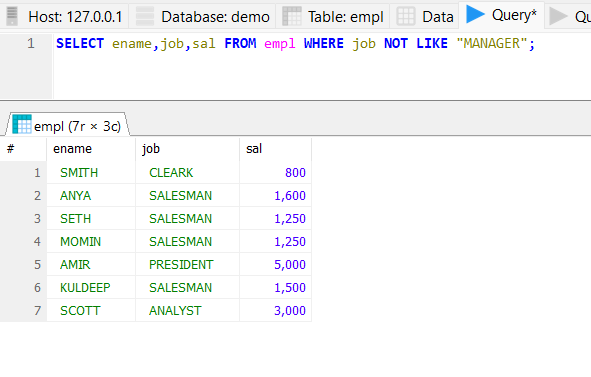 Host: 127.0.0.1 Database: demo Table: empl Data Query* Qu
1 SELECT ename,job,sal FROM empl WHERE job NOT LIKE "MANAGER";
empl (7r × 3c)
# ename job sal
1 SMITH CLEARK 800
2 ANYA SALESMAN 1,600
3 SETH SALESMAN 1,250
4 MOMIN SALESMAN 1,250
5 AMIR PRESIDENT 5,000
6 KULDEEP SALESMAN 1,500
7 SCOTT ANALYST 3,000